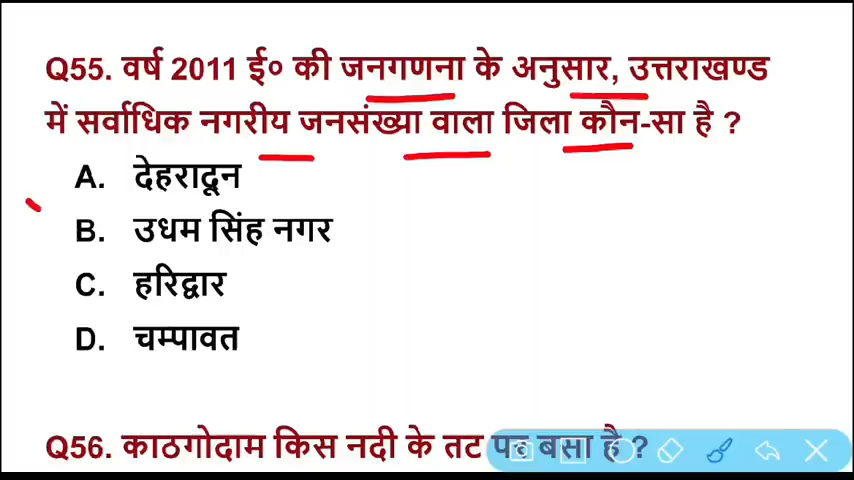 Q55. वर्ष 2011 ई० की जनगणना के अनुसार, उत्तराखण्ड
में सर्वाधिक नगरीय जनसंख्या वाला जिला कौन-सा है ?
A. देहरादून
B. उधम सिंह नगर
C. हरिद्वार
D. चम्पावत
Q56. काठगोदाम किस नदी के तट पर बसा है ?